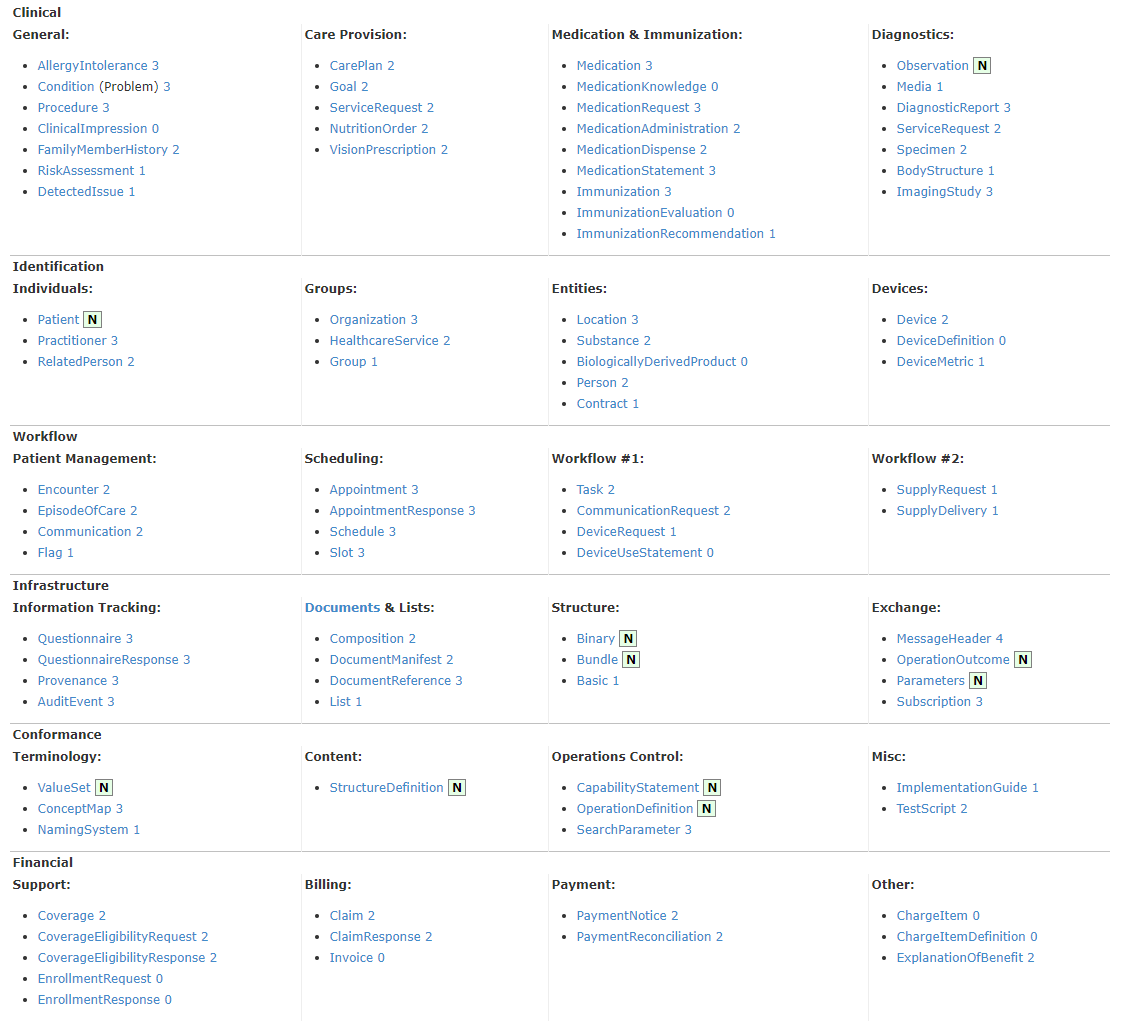 Clinical
General:
AllergyIntolerance 3
Condition (Problem) 3
Procedure 3
ClinicalImpression 0
FamilyMemberHistory 2
RiskAssessment 1
DetectedIssue 1
Care Provision:
CarePlan 2
Goal 2
ServiceRequest 2
NutritionOrder 2
VisionPrescription 2
Medication & Immunization:
Medication 3
MedicationKnowledge 0
MedicationRequest 3
MedicationAdministration 2
MedicationDispense 2
MedicationStatement 3
Immunization 3
ImmunizationEvaluation 0
ImmunizationRecommendation 1
Diagnostics:
Observation N
Media 1
DiagnosticReport 3
ServiceRequest 2
Specimen 2
BodyStructure 1
ImagingStudy 3
Identification
Individuals:
Patient N
Practitioner 3
RelatedPerson 2
Groups:
Organization 3
HealthcareService 2
Group 1
Entities:
Location 3
Substance 2
BiologicallyDerivedProduct 0
Person 2
Contract 1
Devices:
Device 2
DeviceDefinition 0
DeviceMetric 1
Workflow
Patient Management:
Encounter 2
EpisodeOfCare 2
Communication 2
Flag 1
Scheduling:
Appointment 3
AppointmentResponse 3
Schedule 3
Slot 3
Workflow #1:
Task 2
CommunicationRequest 2
DeviceRequest 1
DeviceUseStatement 0
Workflow #2:
SupplyRequest 1
SupplyDelivery 1
Infrastructure
Information Tracking:
Questionnaire 3
QuestionnaireResponse 3
Provenance 3
AuditEvent 3
Documents & Lists:
Composition 2
DocumentManifest 2
DocumentReference 3
List 1
Structure:
Binary N
Bundle N
Basic 1
Exchange:
MessageHeader 4
OperationOutcome N
Parameters N
Subscription 3
Conformance
Terminology:
ValueSet N
ConceptMap 3
NamingSystem 1
Content:
StructureDefinition N
Operations Control:
CapabilityStatement N
OperationDefinition N
SearchParameter 3
Misc:
ImplementationGuide 1
TestScript 2
Financial
Support:
Coverage 2
CoverageEligibilityRequest 2
CoverageEligibilityResponse 2
EnrollmentRequest 0
EnrollmentResponse 0
Billing:
Claim 2
ClaimResponse 2
Invoice 0
Payment:
PaymentNotice 2
PaymentReconciliation 2
Other:
ChargeItem 0
ChargeItemDefinition 0
ExplanationOfBenefit 2